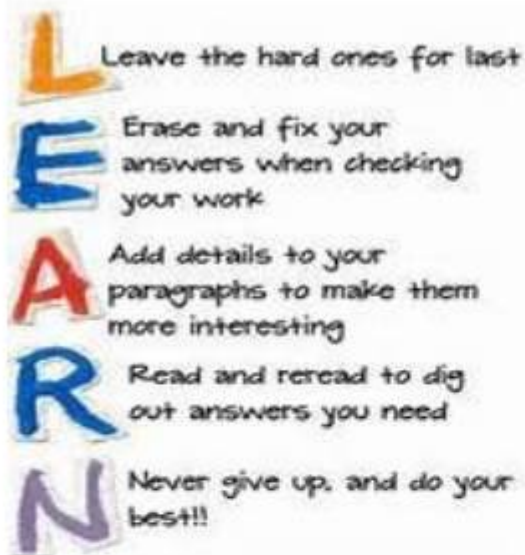 L
Leave the hard ones for last
E
Erase and fix your
answers when checking
your work
A
Add details to your
paragraphs to make them
more interesting
R
Read and reread to dig
out answers you need
N
Never give up, and do your
best!!